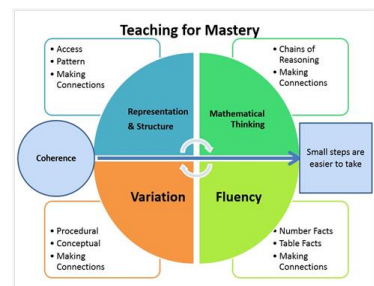 Teaching for Mastery
• Access
• Pattern
• Making
Connections
• Chains of
Reasoning
• Making
Connections
Representation
& Structure
Mathematical
Thinking
Coherence
Small steps are
easier to take
Variation
Fluency
• Procedural
• Conceptual
• Making
Connections
• Number Facts
• Table Facts
• Making
Connections